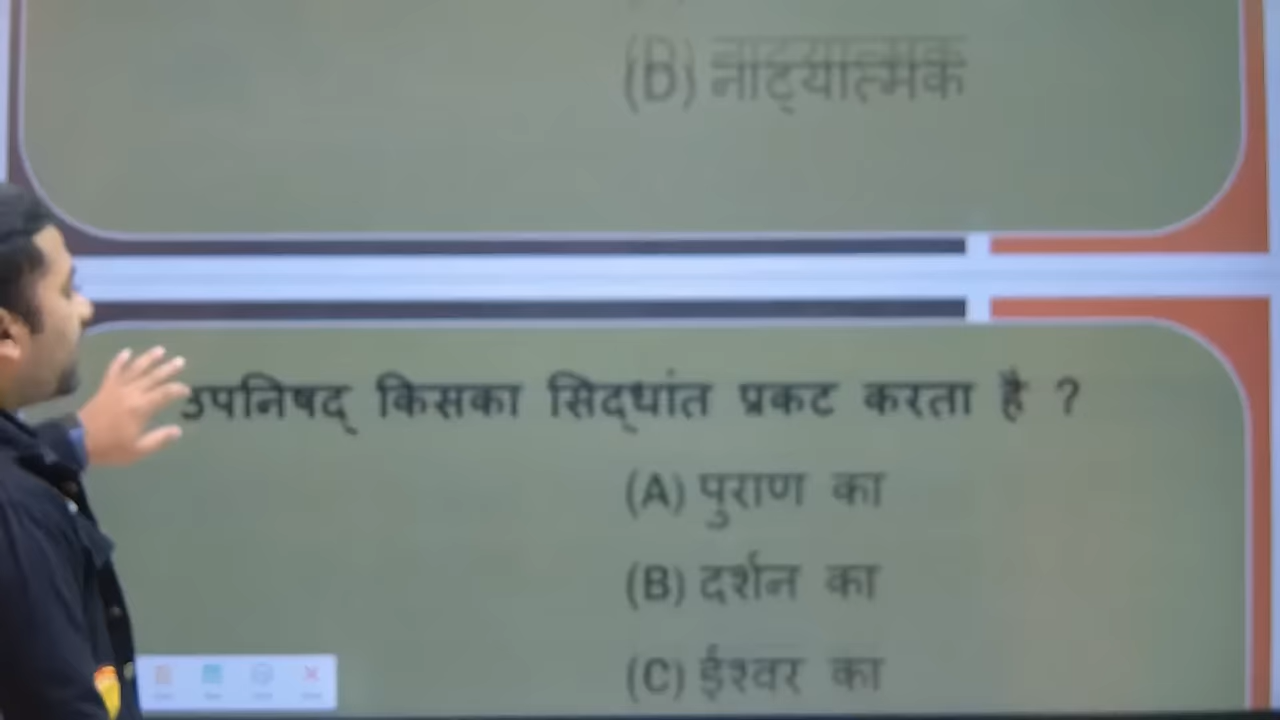 (D) नाट्यात्मक
उपनिषद् किसका सिद्धांत प्रकट करता है ?
(A) पुराण का
(B) दर्शन का
(C) ईश्वर का